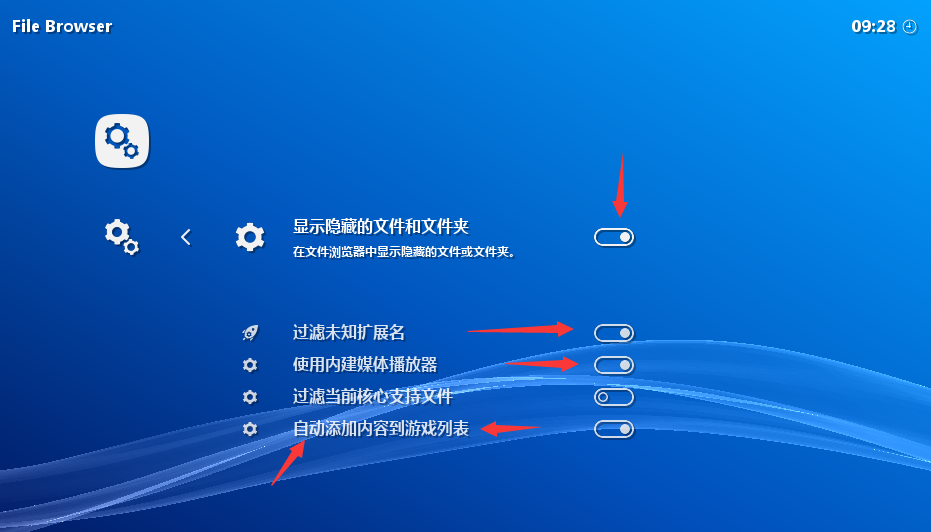 File Browser
09:28
显示隐藏的文件和文件夹
在文件浏览器中显示隐藏的文件或文件夹。
过滤未知扩展名
使用内建媒体播放器
过滤当前核心支持文件
自动添加内容到游戏列表